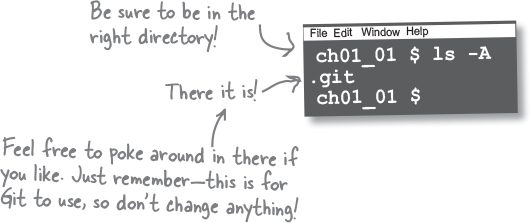 Be sure to be in the
right directory!
File Edit Window Help
ch01_01 $ ls -A
.git
ch01_01 $
There it is!
Feel free to poke around in there if
you like. Just remember—this is for
Git to use, so don't change anything!